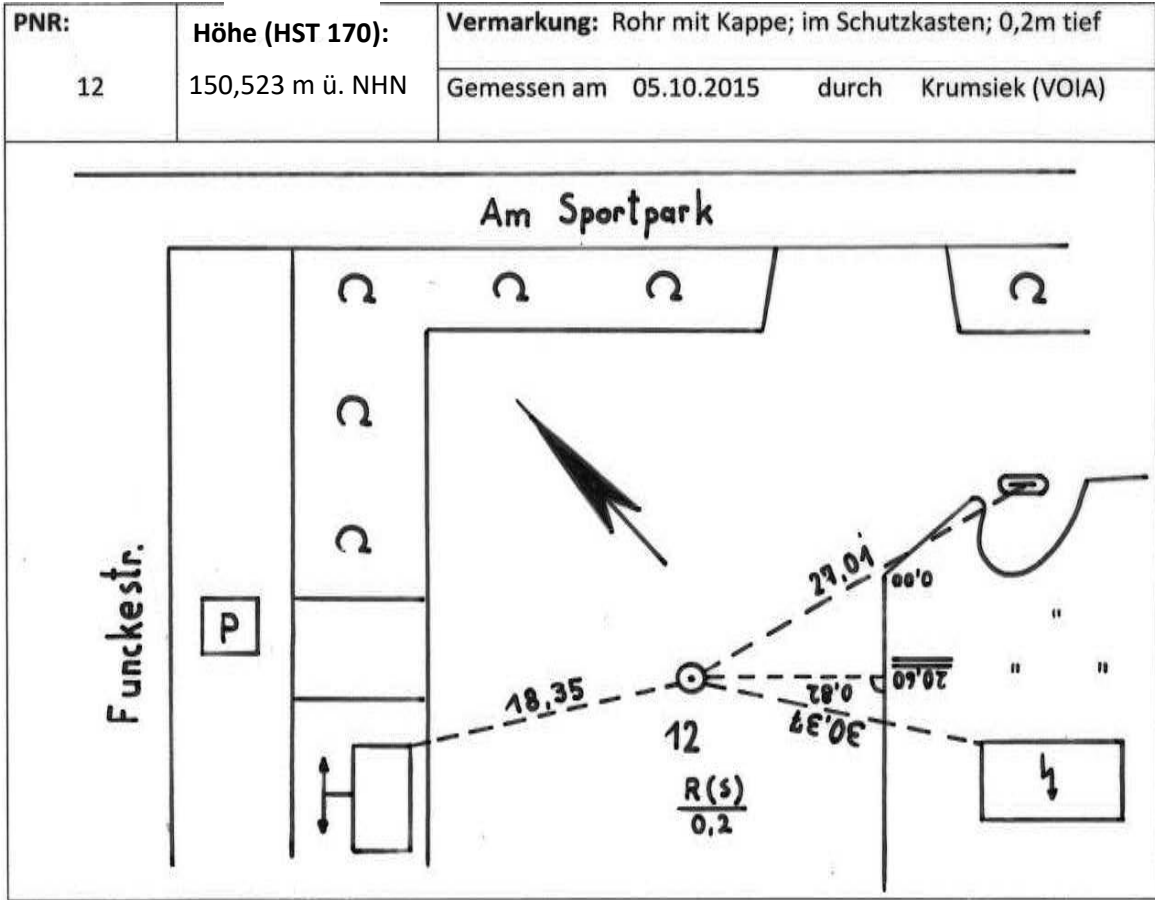 PNR:
12
Höhe (HST 170):
150,523 m ü. NHN
Vermarkung: Rohr mit Kappe; im Schutzkasten; 0,2m tief
Gemessen am 05.10.2015 durch Krumsiek (VOIA)
Am Sportpark
Funckestr.
P
27,01
0,00
18,35
0,82
20,60
30,37
12
R(S)
0,2